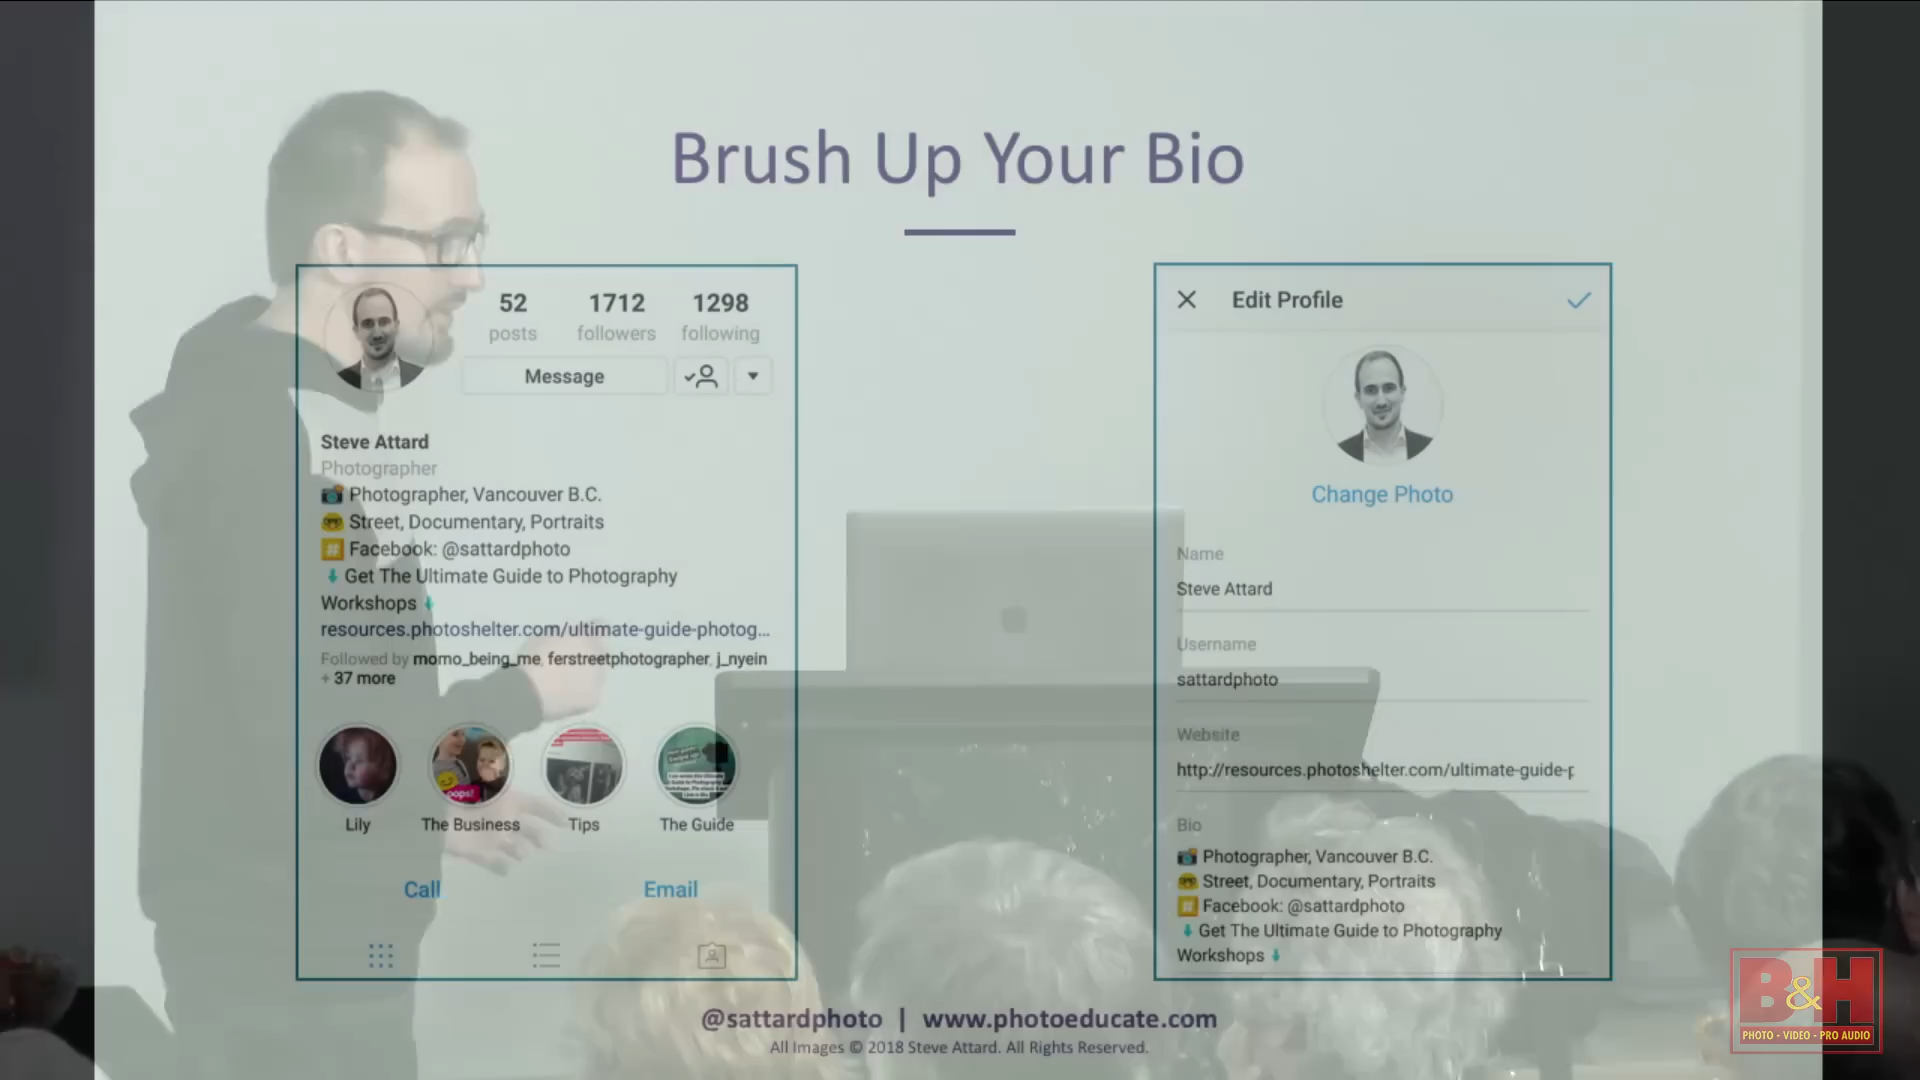 Brush Up Your Bio
52 1712 1298
posts followers following
Message
Steve Attard
Photographer
Photographer, Vancouver B.C.
Street, Documentary, Portraits
# Facebook: @sattardphoto
Get The Ultimate Guide to Photography
Workshops
resources.photoshelter.com/ultimate-guide-photog...
Followed by momo_being_me, ferstreetphotographer, j_nyein
+ 37 more
oops!
Lily The Business Tips The Guide
Call Email
Edit Profile
Change Photo
Name
Steve Attard
Username
sattardphoto
Website
http://resources.photoshelter.com/ultimate-guide-p
Bio
Photographer, Vancouver B.C.
Street, Documentary, Portraits
# Facebook: @sattardphoto
Get The Ultimate Guide to Photography
Workshops
@sattardphoto | www.photoeducate.com
All Images © 2018 Steve Attard. All Rights Reserved.
B&H
PHOTO - VIDEO - PRO AUDIO